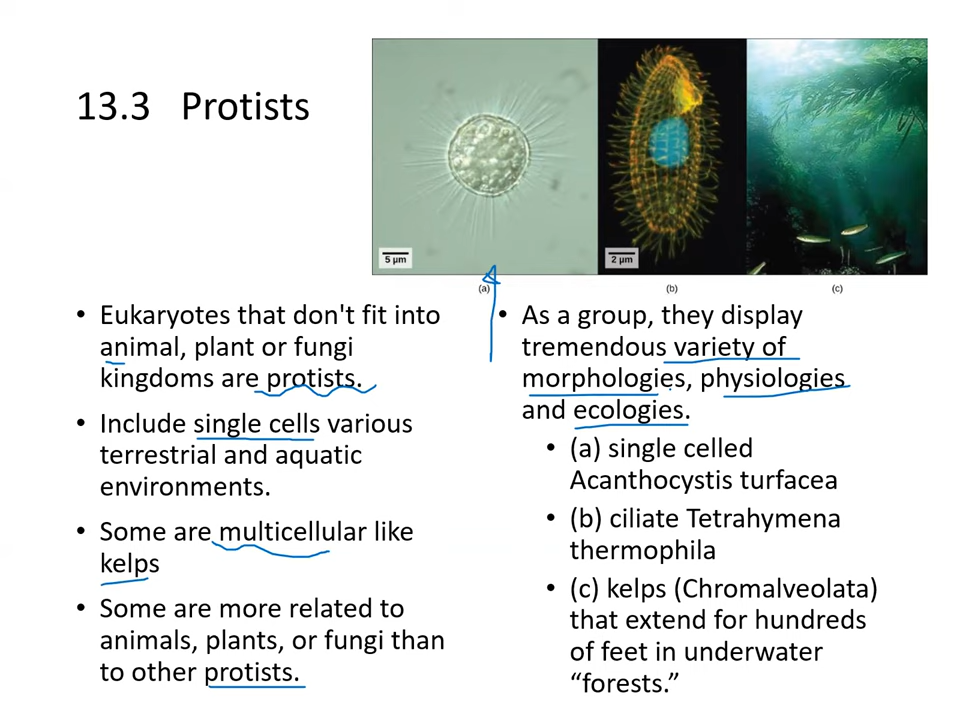 13.3 Protists
5 µm
2 µm
(a)
(b)
(c)
• Eukaryotes that don't fit into
animal, plant or fungi
kingdoms are protists.
• Include single cells various
terrestrial and aquatic
environments.
• Some are multicellular like
kelps
• Some are more related to
animals, plants, or fungi than
to other protists.
• As a group, they display
tremendous variety of
morphologies, physiologies
and ecologies.
• (a) single celled
Acanthocystis turfacea
• (b) ciliate Tetrahymena
thermophila
• (c) kelps (Chromalveolata)
that extend for hundreds
of feet in underwater
“forests.”